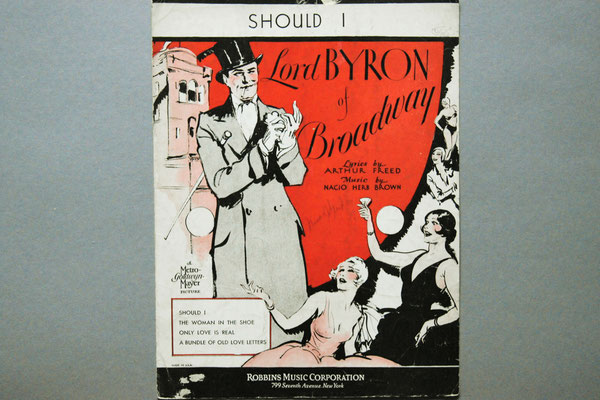 SHOULD I
Lord BYRON
of
Broadway
Lyrics by
ARTHUR FREED
Music by
NACIO HERB BROWN
A
Metro-
Goldwyn-
Mayer
PICTURE
SHOULD I
THE WOMAN IN THE SHOE
ONLY LOVE IS REAL
A BUNDLE OF OLD LOVE LETTERS
MADE IN U.S.A.
ROBBINS MUSIC CORPORATION
799 Seventh Avenue New York